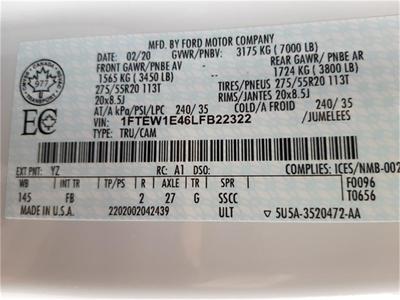 MFD. BY FORD MOTOR COMPANY
DATE: 02/20 GVWR/PNBV: 3175 KG (7000 LB)
FRONT GAWR/PNBE AV REAR GAWR / PNBE AR
1565 KG (3450 LB) 1724 KG (3800 LB)
275/55R20 113T TIRES/PNEUS 275/55R20 113T
20x8.5J RIMS/JANTES 20x8.5J
AT/A kPa/PSI/LPC 240/ 35 240/ 35
VIN: 1FTEW1E46LFB22322 /JUMELEES
TYPE: TRU/CAM
CANADA
977
TRANSPORT
EC
COMPLIES: ICES/NMB-002
EXT PNT: YZ RC: A1 DSO: F0096
WB INT TR TP/PS R AXLE TR SPR T0656
145 FB 2 27 G SSCC
MADE IN U.S.A. 2202002042439 ULT 5U5A-3520472-AA